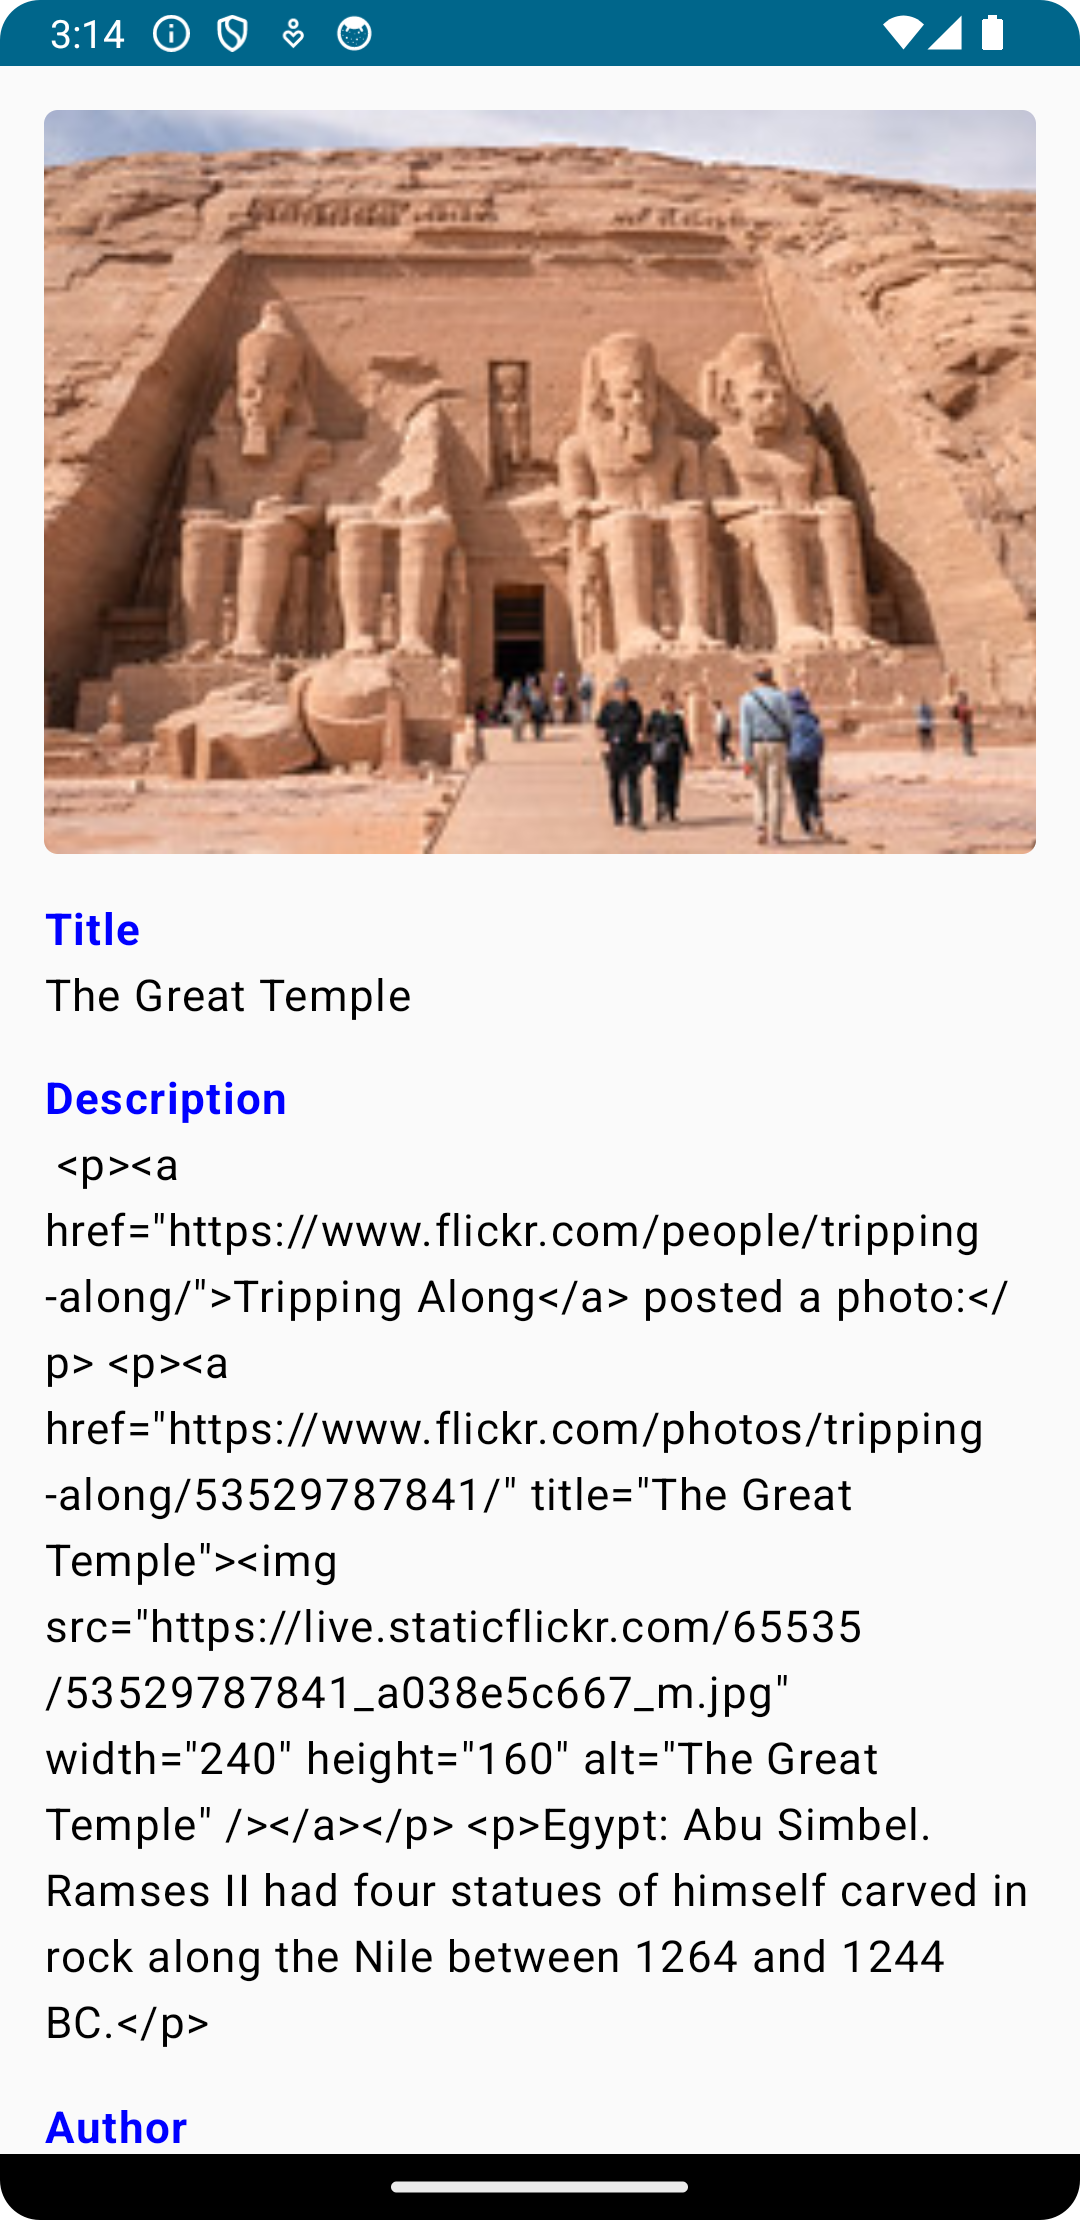 3:14
Title
The Great Temple
Description
<p><a
href="https://www.flickr.com/people/tripping
-along/">Tripping Along</a> posted a photo:</
p> <p><a
href="https://www.flickr.com/photos/tripping
-along/53529787841/" title="The Great
Temple"><img
src="https://live.staticflickr.com/65535
/53529787841_a038e5c667_m.jpg"
width="240" height="160" alt="The Great
Temple" /></a></p> <p>Egypt: Abu Simbel.
Ramses II had four statues of himself carved in
rock along the Nile between 1264 and 1244
BC.</p>
Author